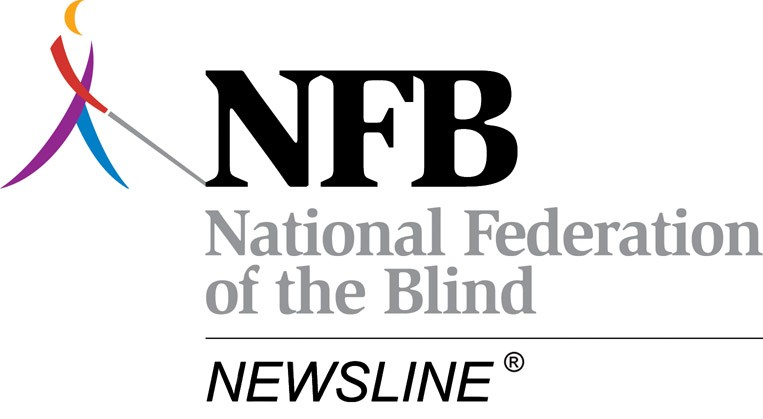 NFB
National Federation
of the Blind
NEWSLINE®